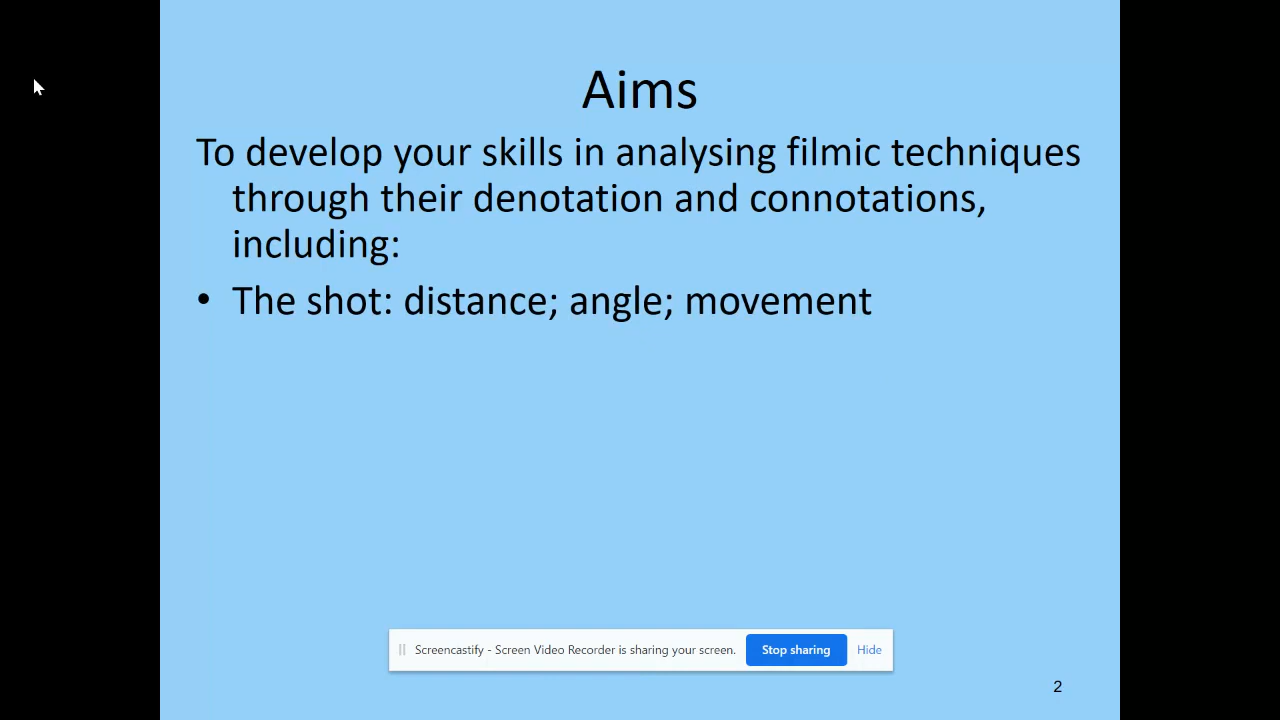 Aims
To develop your skills in analysing filmic techniques
through their denotation and connotations,
including:
• The shot: distance; angle; movement
Screencastify - Screen Video Recorder is sharing your screen. Stop sharing Hide
2